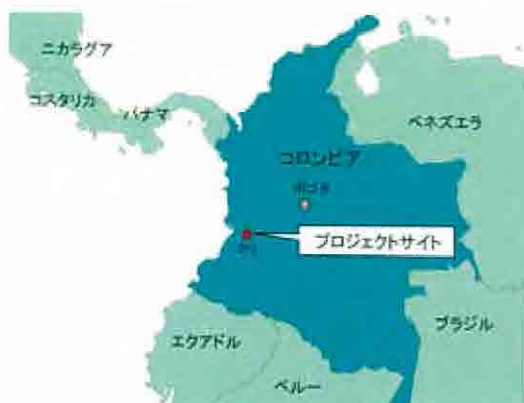 ニカラグア
コスタリカ
パナマ
ベネズエラ
コロンビア
ボゴタ
プロジェクトサイト
カリ
エクアドル
ブラジル
ペルー